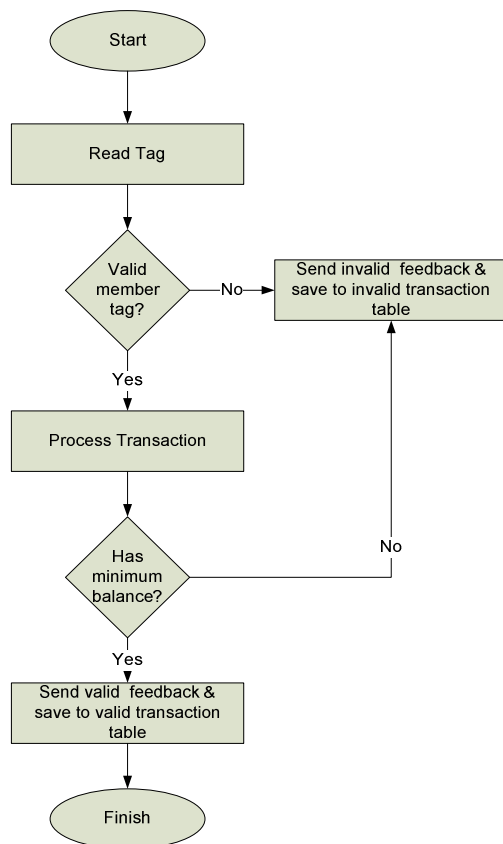 Start
Read Tag
Valid
member
tag?
No
Send invalid  feedback &
save to invalid transaction
table
Yes
Process Transaction
Has
minimum
balance?
No
Yes
Send valid  feedback &
save to valid transaction
table
Finish